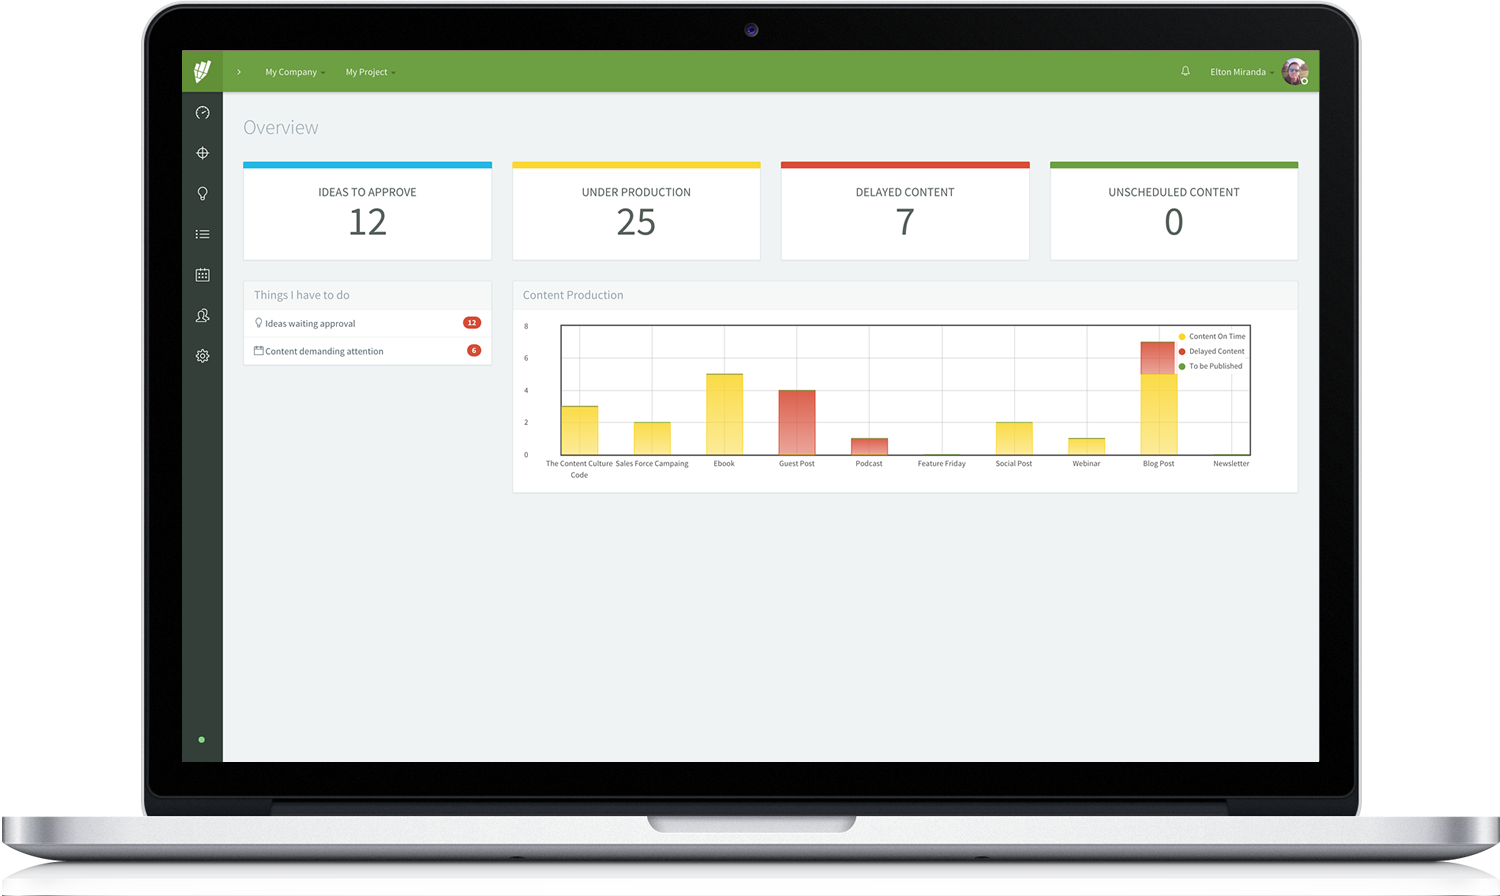 My Company
My Project
Elton Miranda
Overview
IDEAS TO APPROVE
12
UNDER PRODUCTION
25
DELAYED CONTENT
7
UNSCHEDULED CONTENT
0
Things I have to do
Ideas waiting approval
12
Content demanding attention
6
Content Production
8
6
4
2
0
Content On Time
Delayed Content
To be Published
The Content Culture
Code
Sales Force Campaing
Ebook
Guest Post
Podcast
Feature Friday
Social Post
Webinar
Blog Post
Newsletter